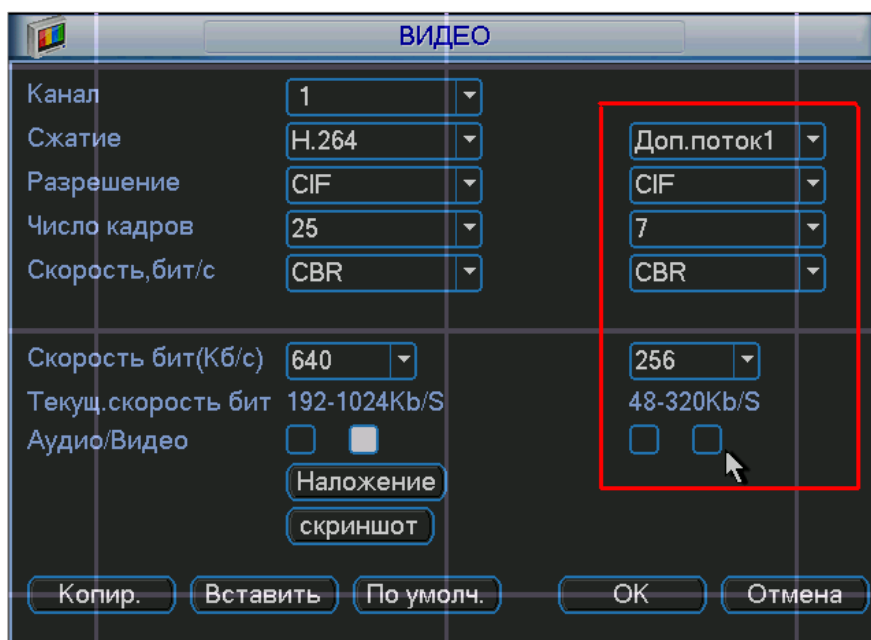 ВИДЕО
Канал 1
Сжатие H.264 Доп.поток1
Разрешение CIF CIF
Число кадров 25 7
Скорость,бит/с CBR CBR
Скорость бит(Кб/с) 640 256
Текущ.скорость бит 192-1024Kb/S 48-320Kb/S
Аудио/Видео
Наложение
скриншот
Копир. Вставить По умолч. OK Отмена